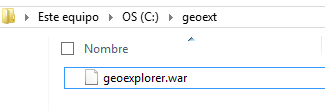 Este equipo ▸ OS (C:) ▸ geoext
Nombre
geoexplorer.war